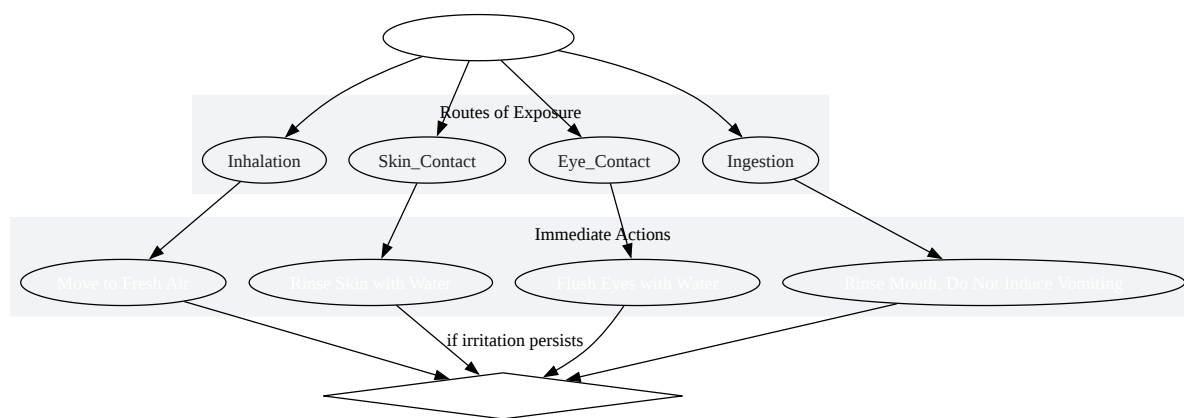 Routes of Exposure
Inhalation
Skin_Contact
Eye_Contact
Ingestion
Immediate Actions
Move to Fresh Air
Rinse Skin with Water
Flush Eyes with Water
Rinse Mouth, Do Not Induce Vomiting
if irritation persists